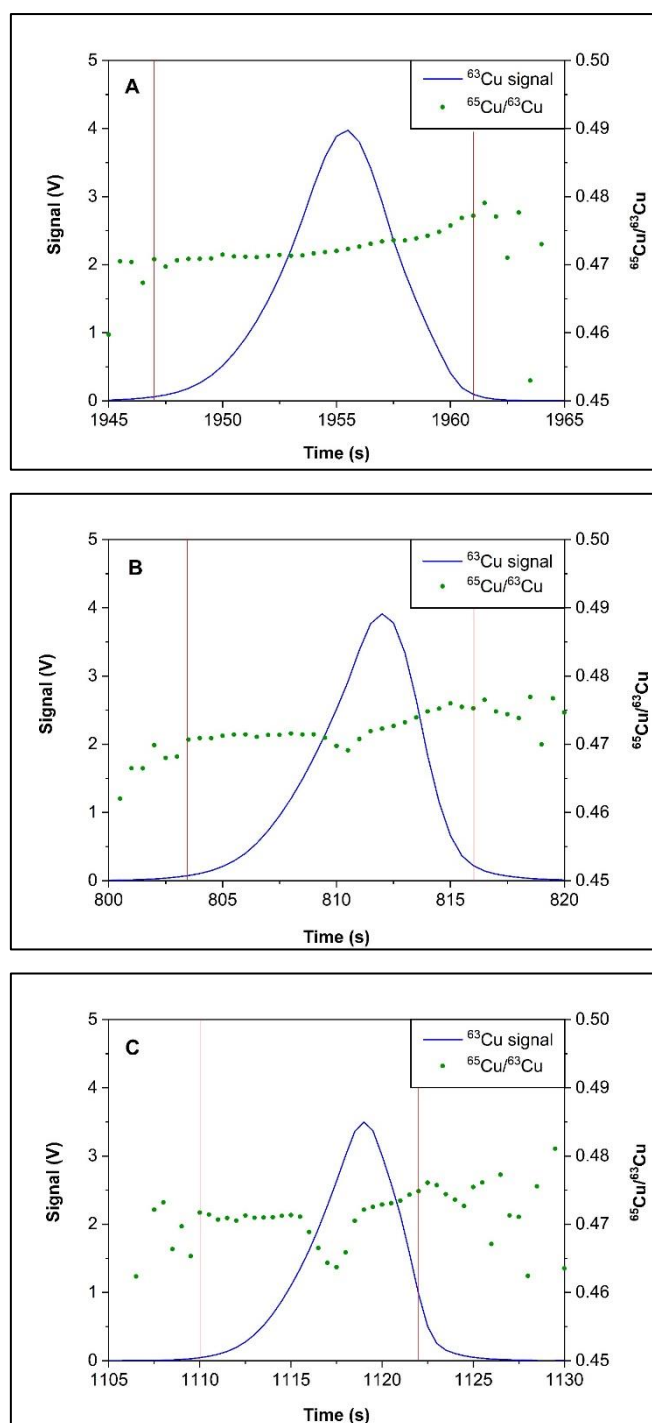 A
⁶³Cu signal
⁶⁵Cu/⁶³Cu
5
4
3
2
1
0
Signal (V)
0.50
0.49
0.48
0.47
0.46
0.45
⁶⁵Cu/⁶³Cu
1945 1950 1955 1960 1965
Time (s)
B
⁶³Cu signal
⁶⁵Cu/⁶³Cu
5
4
3
2
1
0
Signal (V)
0.50
0.49
0.48
0.47
0.46
0.45
⁶⁵Cu/⁶³Cu
800 805 810 815 820
Time (s)
C
⁶³Cu signal
⁶⁵Cu/⁶³Cu
5
4
3
2
1
0
Signal (V)
0.50
0.49
0.48
0.47
0.46
0.45
⁶⁵Cu/⁶³Cu
1105 1110 1115 1120 1125 1130
Time (s)